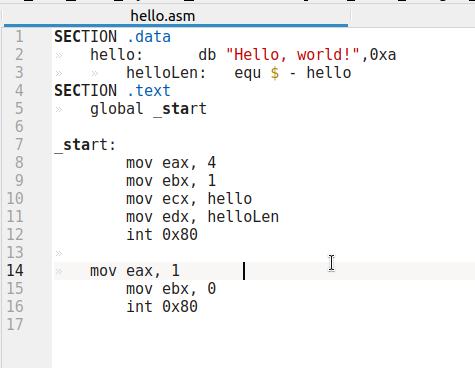 hello.asm
1 SECTION .data
2 » hello: db "Hello, world!",0xa
3 » » helloLen: equ $ - hello
4 SECTION .text
5 » global _start
6
7 _start:
8 mov eax, 4
9 mov ebx, 1
10 mov ecx, hello
11 mov edx, helloLen
12 int 0x80
13 »
14 » mov eax, 1
15 mov ebx, 0
16 int 0x80
17